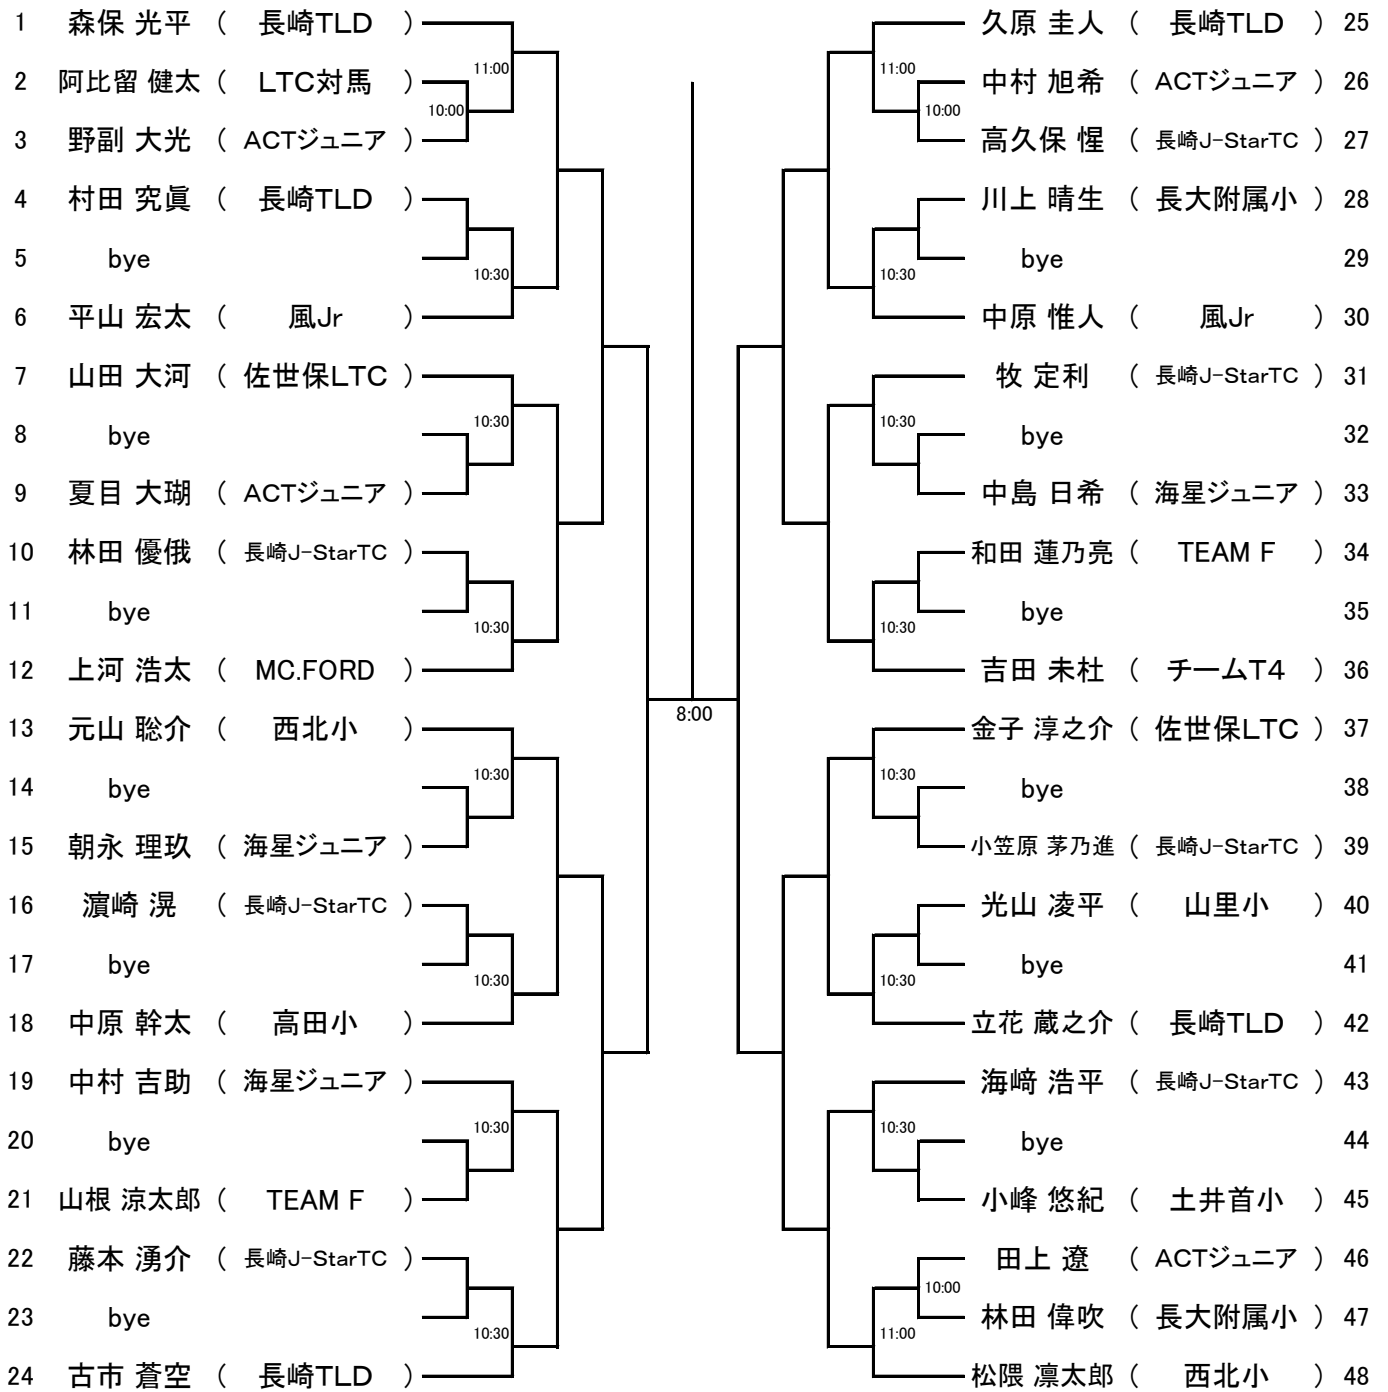 1 森保 光平 ( 長崎TLD )
11:00
2 阿比留 健太 ( LTC対馬 )
10:00
3 野副 大光 ( ACTジュニア )
4 村田 究眞 ( 長崎TLD )
5 bye
10:30
6 平山 宏太 ( 風Jr )
7 山田 大河 ( 佐世保LTC )
10:30
8 bye
9 夏目 大瑚 ( ACTジュニア )
10 林田 優俄 ( 長崎J-StarTC )
11 bye
10:30
12 上河 浩太 ( MC.FORD )
13 元山 聡介 ( 西北小 )
10:30
14 bye
15 朝永 理玖 ( 海星ジュニア )
16 濵崎 滉 ( 長崎J-StarTC )
17 bye
10:30
18 中原 幹太 ( 高田小 )
19 中村 吉助 ( 海星ジュニア )
10:30
20 bye
21 山根 涼太郎 ( TEAM F )
22 藤本 湧介 ( 長崎J-StarTC )
23 bye
10:30
24 古市 蒼空 ( 長崎TLD )
8:00
久原 圭人 ( 長崎TLD ) 25
11:00
中村 旭希 ( ACTジュニア ) 26
10:00
高久保 惺 ( 長崎J-StarTC ) 27
川上 晴生 ( 長大附属小 ) 28
bye 29
10:30
中原 惟人 ( 風Jr ) 30
牧 定利 ( 長崎J-StarTC ) 31
10:30
bye 32
中島 日希 ( 海星ジュニア ) 33
和田 蓮乃亮 ( TEAM F ) 34
bye 35
10:30
吉田 未杜 ( チームT4 ) 36
金子 淳之介 ( 佐世保LTC ) 37
10:30
bye 38
小笠原 茅乃進 ( 長崎J-StarTC ) 39
光山 凌平 ( 山里小 ) 40
bye 41
10:30
立花 蔵之介 ( 長崎TLD ) 42
海﨑 浩平 ( 長崎J-StarTC ) 43
10:30
bye 44
小峰 悠紀 ( 土井首小 ) 45
田上 遼 ( ACTジュニア ) 46
10:00
林田 偉吹 ( 長大附属小 ) 47
11:00
松隈 凛太郎 ( 西北小 ) 48